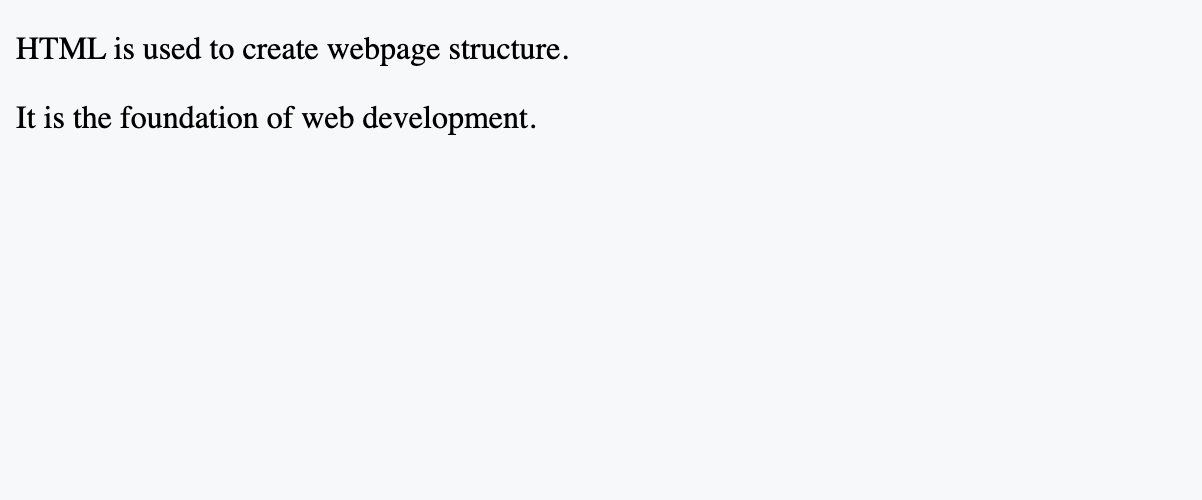 HTML is used to create webpage structure.
It is the foundation of web development.